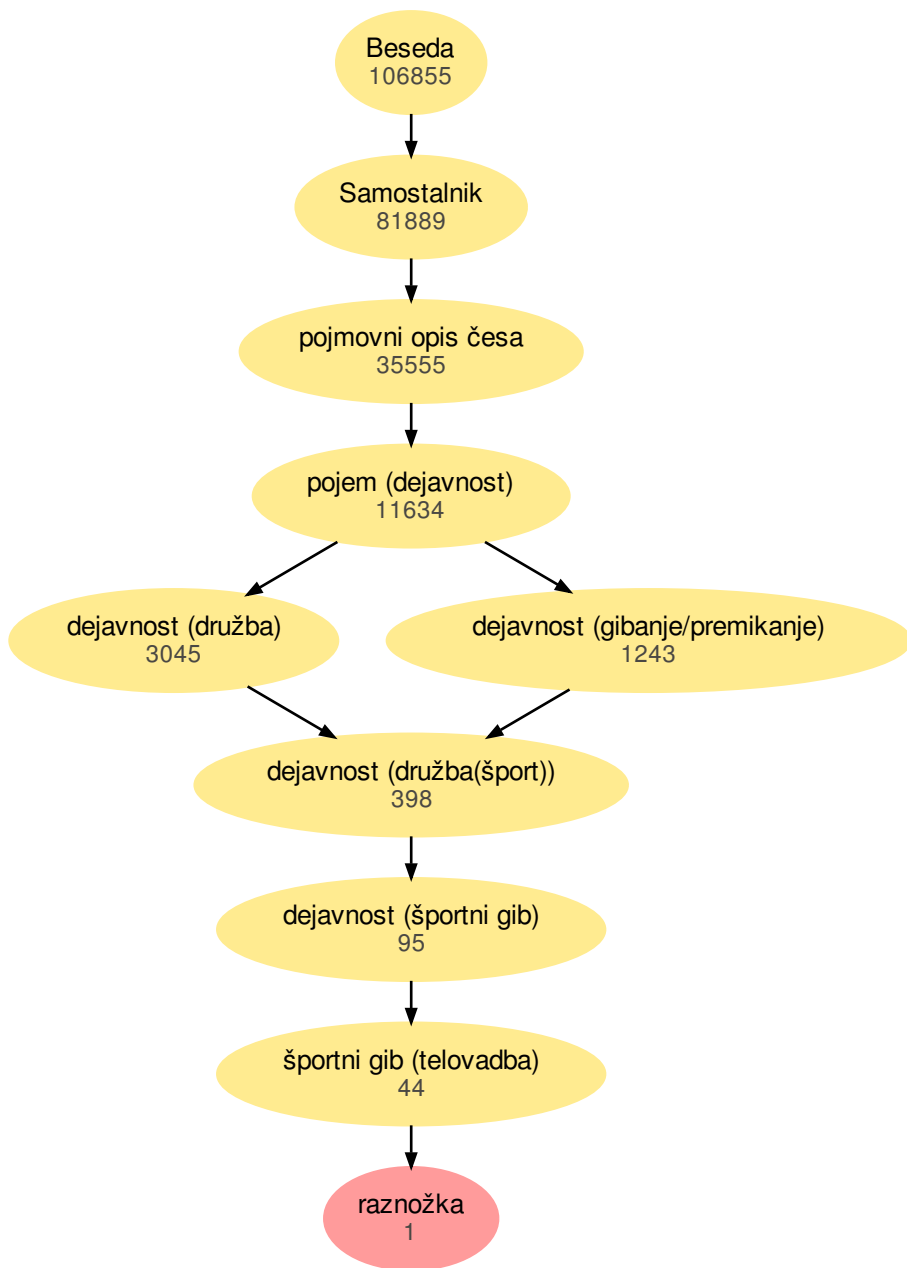 Beseda
106855
Samostalnik
81889
pojmovni opis česa
35555
pojem (dejavnost)
11634
dejavnost (družba)
3045
dejavnost (gibanje/premikanje)
1243
dejavnost (družba(šport))
398
dejavnost (športni gib)
95
športni gib (telovadba)
44
raznožka
1